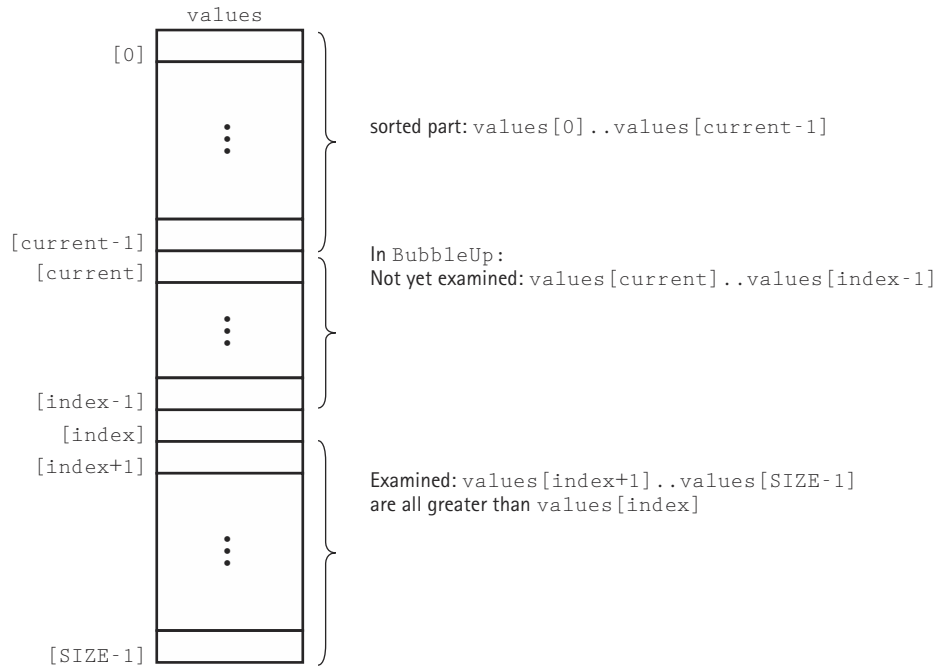 values
[0]
sorted part: values[0]..values[current-1]
[current-1]
[current]
In BubbleUp:
Not yet examined: values[current]..values[index-1]
[index-1]
[index]
[index+1]
Examined: values[index+1]..values[SIZE-1]
are all greater than values[index]
[SIZE-1]